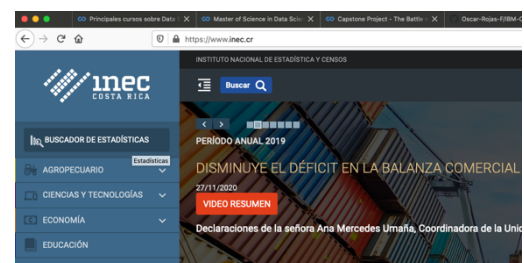 Principales cursos sobre Data S
Master of Science in Data Scien
Capstone Project - The Battle o
Oscar-Rojas-F/IBM-C
https://www.inec.cr
INSTITUTO NACIONAL DE ESTADÍSTICA Y CENSOS
inec
COSTA RICA
Buscar
BUSCADOR DE ESTADÍSTICAS
Estadísticas
AGROPECUARIO
CIENCIAS Y TECNOLOGÍAS
ECONOMÍA
EDUCACIÓN
PERÍODO ANUAL 2019
DISMINUYE EL DÉFICIT EN LA BALANZA COMERCIAL
27/11/2020
VIDEO RESUMEN
Declaraciones de la señora Ana Mercedes Umaña, Coordinadora de la Unid